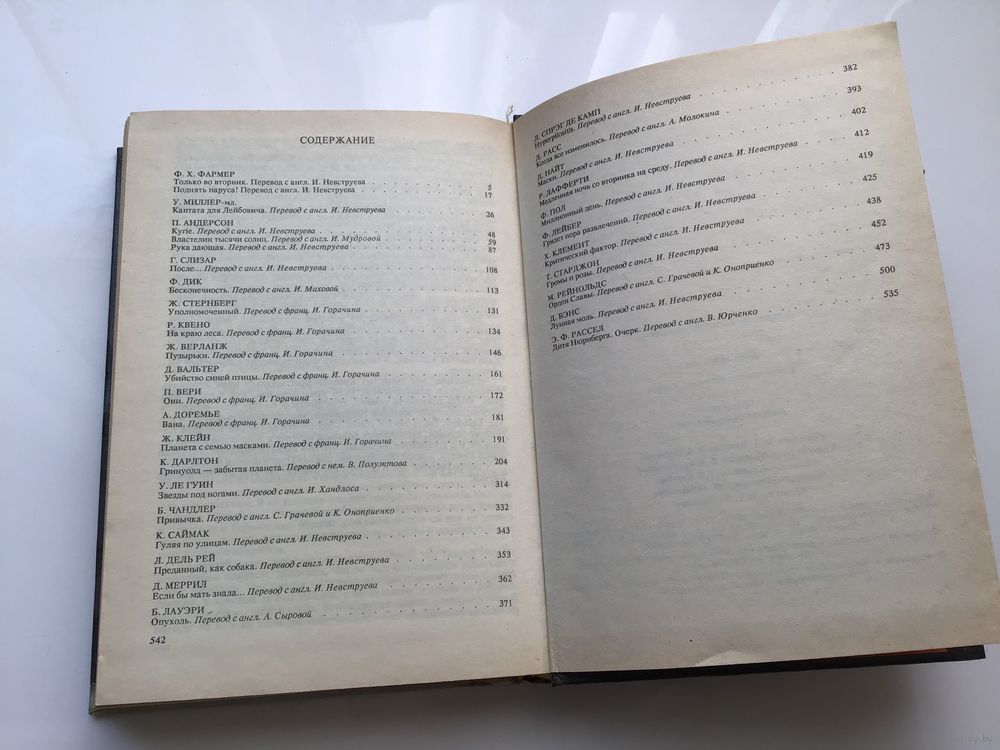 СОДЕРЖАНИЕ
Ф. Х. ФАРМЕР
Только во вторник. Перевод с англ. И. Невструева . . . 5
Поднять паруса! Перевод с англ. И. Невструева . . . 17
У. МИЛЛЕР-мл.
Кантата для Лейбовича. Перевод с англ. И. Невструева . . . 26
П. АНДЕРСОН
Kyrie. Перевод с англ. И. Невструева . . . 48
Властелин тысячи солнц. Перевод с англ. И. Мудровой . . . 59
Рука дающая. Перевод с англ. И. Невструева . . . 87
Г. СЛИЗАР
После... Перевод с англ. И. Невструева . . . 108
Ф. ДИК
Бесконечность. Перевод с англ. И. Маховой . . . 113
Ж. СТЕРНБЕРГ
Уполномоченный. Перевод с франц. И. Горачина . . . 131
Р. КВЕНО
На краю леса. Перевод с франц. И. Горачина . . . 134
Ж. ВЕРЛАНЖ
Пузырьки. Перевод с франц. И. Горачина . . . 146
Д. ВАЛЬТЕР
Убийство синей птицы. Перевод с франц. И. Горачина . . . 161
П. ВЕРИ
Они. Перевод с франц. И. Горачина . . . 172
А. ДОРЕМЬЕ
Вана. Перевод с франц. И. Горачина . . . 181
Ж. КЛЕЙН
Планета с семью масками. Перевод с франц. И. Горачина . . . 191
К. ДАРЛТОН
Гринуолд — забытая планета. Перевод с нем. В. Полуэктова . . . 204
У. ЛЕ ГУИН
Звезды под ногами. Перевод с англ. И. Хандлоса . . . 314
Б. ЧАНДЛЕР
Привычка. Перевод с англ. С. Грачевой и К. Оноприенко . . . 332
К. САЙМАК
Гуляя по улицам. Перевод с англ. И. Невструева . . . 343
Л. ДЕЛЬ РЕЙ
Преданный, как собака. Перевод с англ. И. Невструева . . . 353
Д. МЕРРИЛ
Если бы мать знала... Перевод с англ. И. Невструева . . . 362
Б. ЛАУЭРИ
Опухоль. Перевод с англ. А. Сыровой . . . 371
542
Л. СПРЭГ ДЕ КАМП
Hyperpilositis. Перевод с англ. И. Невструева . . . 382
Д. РАСС
Когда все изменилось. Перевод с англ. А. Молокина . . . 393
Д. НАЙТ
Маски. Перевод с англ. И. Невструева . . . 402
Р. ЛАФФЕРТИ
Медленная ночь со вторника на среду. Перевод с англ. И. Невструева . . . 412
Ф. ПОЛ
Миллионный день. Перевод с англ. И. Невструева . . . 419
Ф. ЛЕЙБЕР
Грядет пора развлечений. Перевод с англ. И. Невструева . . . 425
Х. КЛЕМЕНТ
Критический фактор. Перевод с англ. И. Невструева . . . 438
Т. СТАРДЖОН
Громы и розы. Перевод с англ. И. Невструева . . . 452
М. РЕЙНОЛЬДС
Орден Славы. Перевод с англ. С. Грачевой и К. Оноприенко . . . 473
Д. ВЭНС
Лунная моль. Перевод с англ. И. Невструева . . . 500
Э. Ф. РАССЕЛ
Дитя Нюрнберга. Очерк. Перевод с англ. В. Юрченко . . . 535